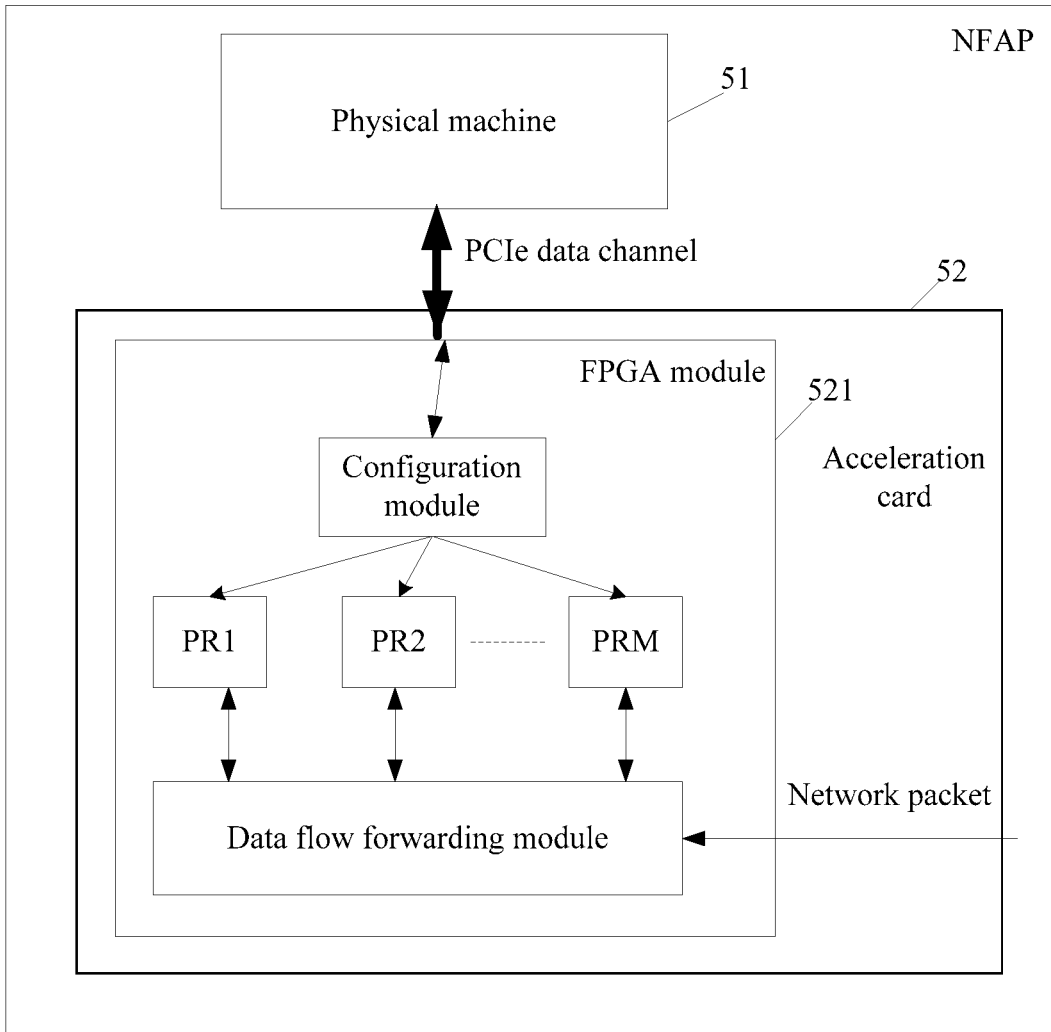 NFAP
51
Physical machine
PCIe data channel
52
FPGA module
521
Configuration
module
Acceleration
card
PR1
PR2
PRM
Network packet
Data flow forwarding module